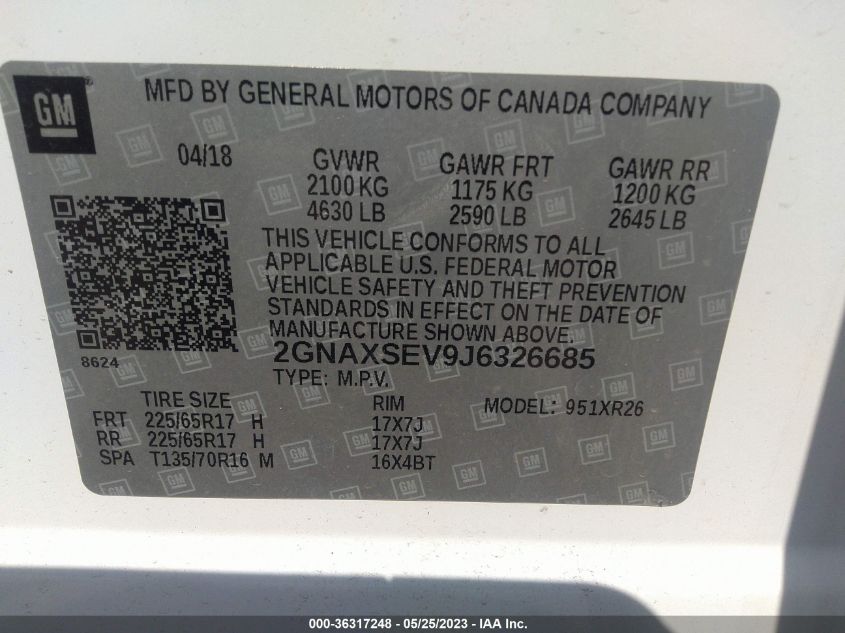 GM
MFD BY GENERAL MOTORS OF CANADA COMPANY
04/18 GVWR GAWR FRT GAWR RR
2100 KG 1175 KG 1200 KG
4630 LB 2590 LB 2645 LB
THIS VEHICLE CONFORMS TO ALL
APPLICABLE U.S. FEDERAL MOTOR
VEHICLE SAFETY AND THEFT PREVENTION
STANDARDS IN EFFECT ON THE DATE OF
MANUFACTURE SHOWN ABOVE.
8624 2GNAXSEV9J6326685
TYPE: M.P.V.
TIRE SIZE RIM MODEL: 951XR26
FRT 225/65R17 H 17X7J
RR 225/65R17 H 17X7J
SPA T135/70R16 M 16X4BT
000-36317248 - 05/25/2023 - IAA Inc.